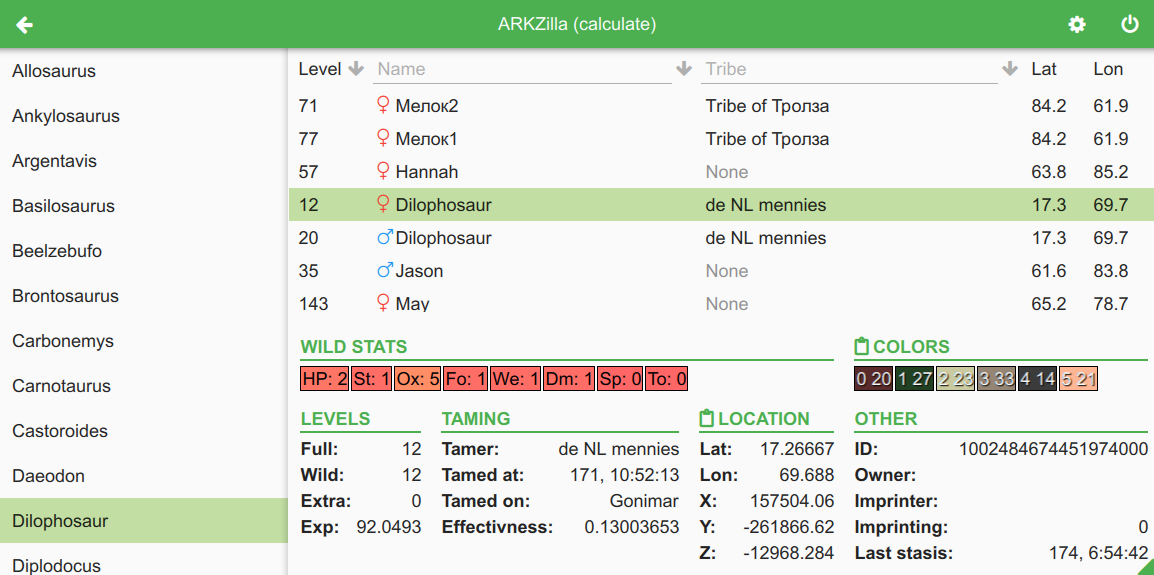 ARKZilla (calculate)
Allosaurus
Ankylosaurus
Argentavis
Basilosaurus
Beelzebufo
Brontosaurus
Carbonemys
Carnotaurus
Castoroides
Daeodon
Dilophosaur
Diplodocus
Level Name Tribe Lat Lon
71 ♀ Мелок2 Tribe of Тролза 84.2 61.9
77 ♀ Мелок1 Tribe of Тролза 84.2 61.9
57 ♀ Hannah None 63.8 85.2
12 ♀ Dilophosaur de NL mennies 17.3 69.7
20 ♂ Dilophosaur de NL mennies 17.3 69.7
35 ♂ Jason None 61.6 83.8
143 ♀ May None 65.2 78.7
WILD STATS
HP: 2 St: 1 Ox: 5 Fo: 1 We: 1 Dm: 1 Sp: 0 To: 0
COLORS
0 20 1 27 2 23 3 33 4 14 5 21
LEVELS
Full: 12
Wild: 12
Extra: 0
Exp: 92.0493
TAMING
Tamer: de NL mennies
Tamed at: 171, 10:52:13
Tamed on: Gonimar
Effectivness: 0.13003653
LOCATION
Lat: 17.26667
Lon: 69.688
X: 157504.06
Y: -261866.62
Z: -12968.284
OTHER
ID: 1002484674451974000
Owner:
Imprinter:
Imprinting: 0
Last stasis: 174, 6:54:42